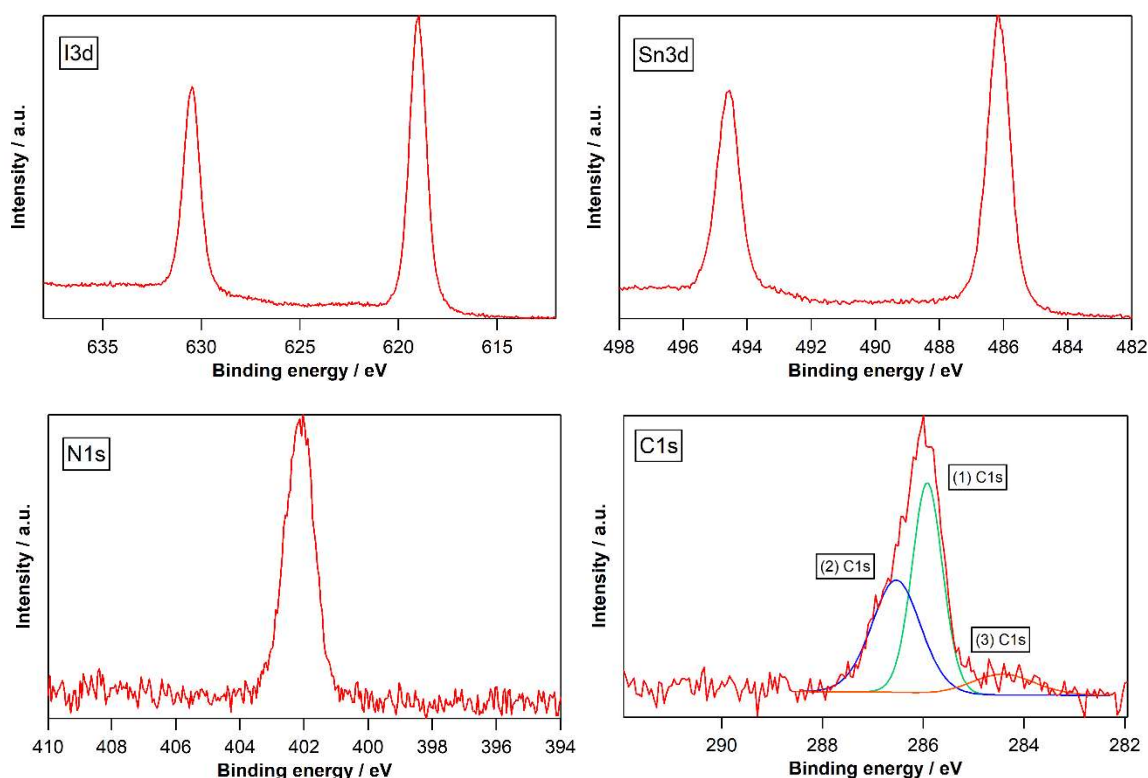 I3d
Intensity / a.u.
635 630 625 620 615
Binding energy / eV
Sn3d
Intensity / a.u.
498 496 494 492 490 488 486 484 482
Binding energy / eV
N1s
Intensity / a.u.
410 408 406 404 402 400 398 396 394
Binding energy / eV
C1s
(1) C1s
(2) C1s
(3) C1s
Intensity / a.u.
290 288 286 284 282
Binding energy / eV